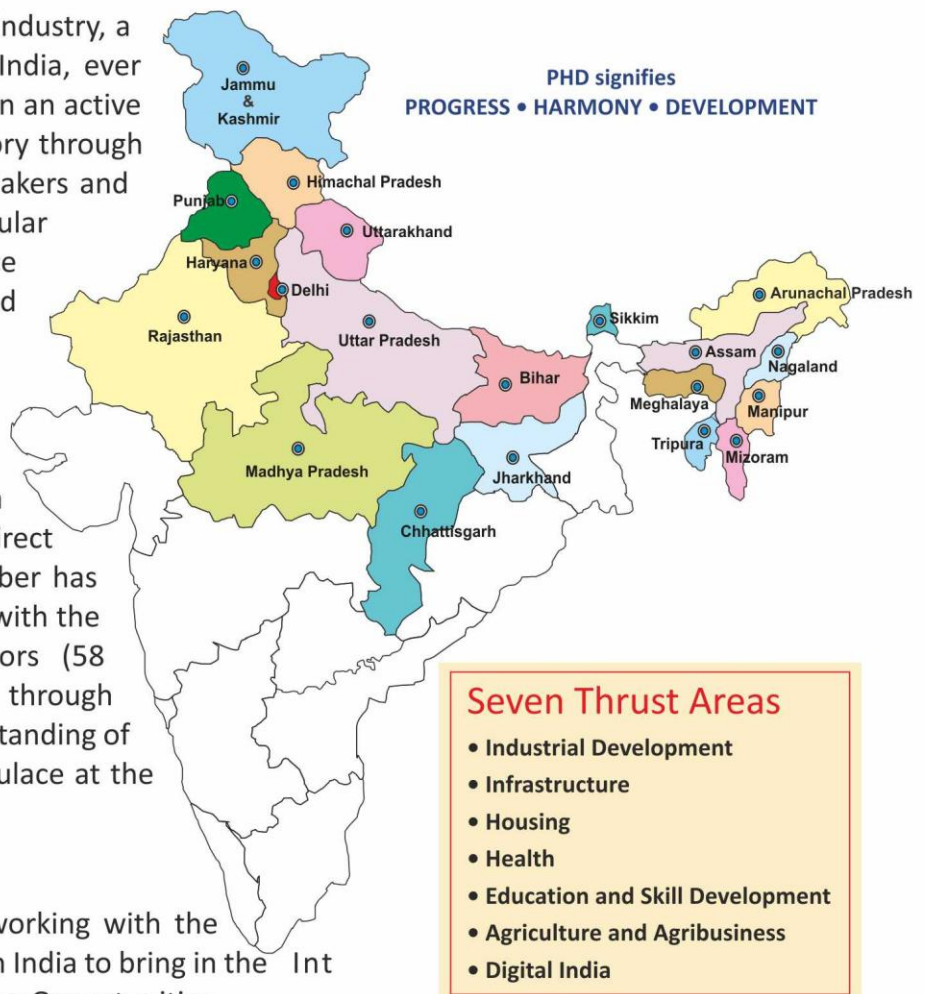 ndustry, a
India, ever
n an active
ory through
akers and
ular
e
d
irect
ber has
with the
ors (58
through
tanding of
ulace at the
working with the
n India to bring in the Int
PHD signifies
PROGRESS • HARMONY • DEVELOPMENT
Jammu
&
Kashmir
Himachal Pradesh
Punjab
Uttarakhand
Haryana
Delhi
Rajasthan
Uttar Pradesh
Bihar
Sikkim
Arunachal Pradesh
Assam
Nagaland
Meghalaya
Manipur
Tripura
Mizoram
Madhya Pradesh
Jharkhand
Chhattisgarh
Seven Thrust Areas
• Industrial Development
• Infrastructure
• Housing
• Health
• Education and Skill Development
• Agriculture and Agribusiness
• Digital India